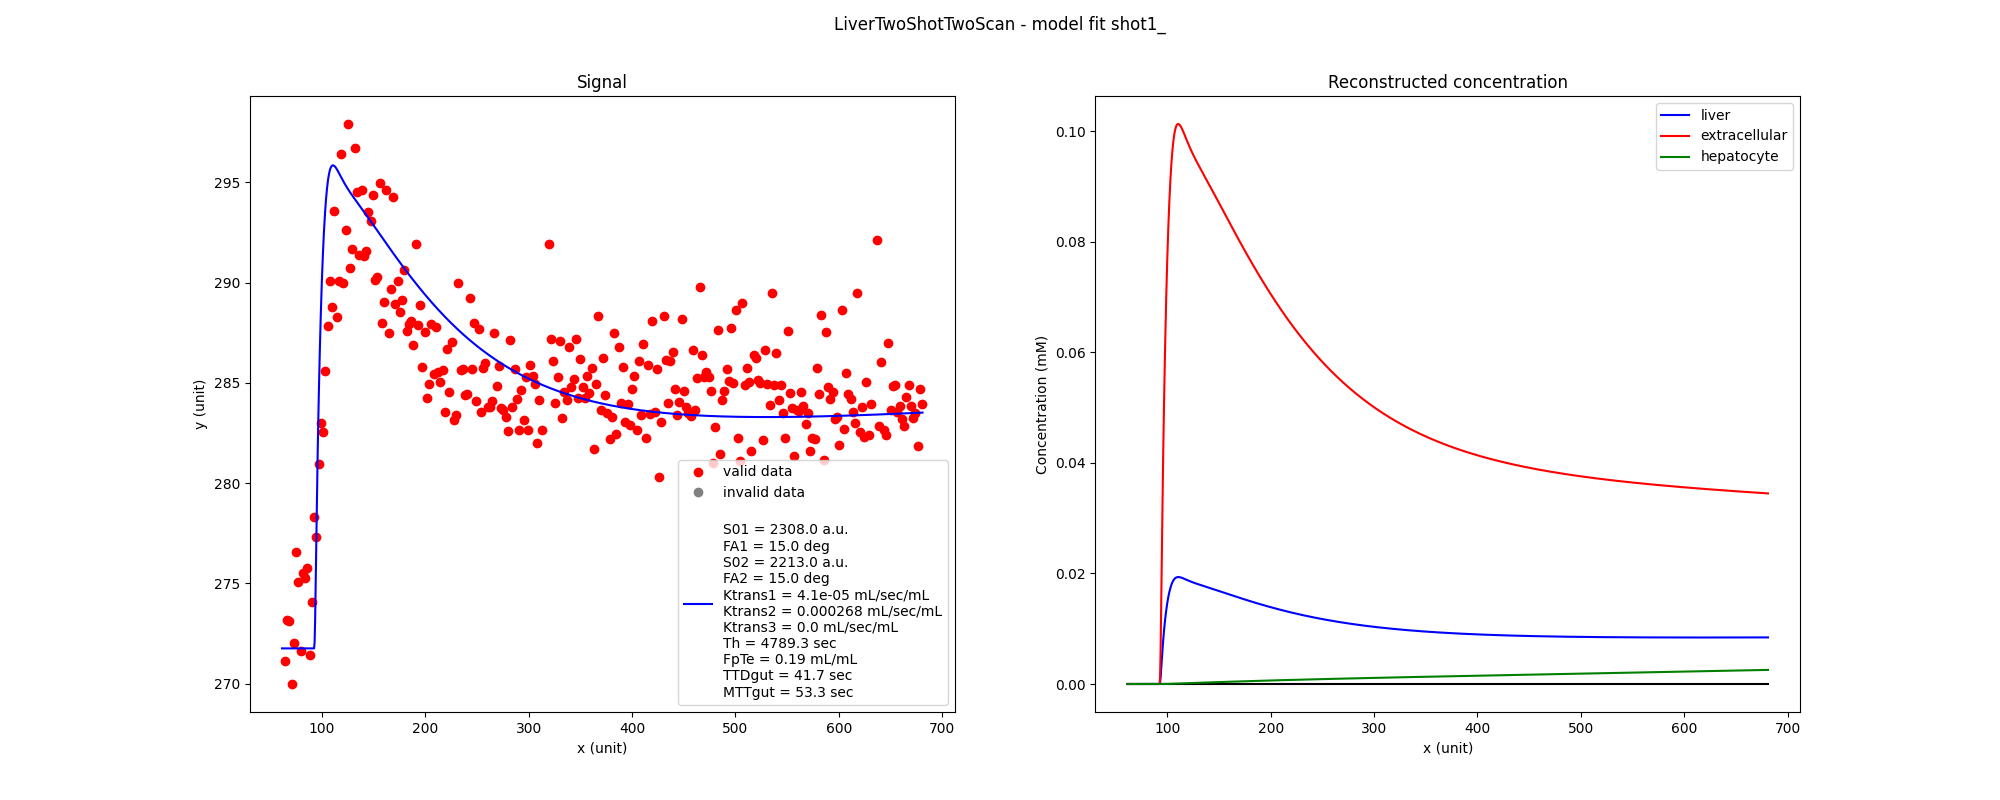 LiverTwoShotTwoScan - model fit shot1_
Signal
y (unit)
295
290
285
280
275
270
100 200 300 400 500 600 700
x (unit)
valid data
invalid data
S01 = 2308.0 a.u.
FA1 = 15.0 deg
S02 = 2213.0 a.u.
FA2 = 15.0 deg
Ktrans1 = 4.1e-05 mL/sec/mL
Ktrans2 = 0.000268 mL/sec/mL
Ktrans3 = 0.0 mL/sec/mL
Th = 4789.3 sec
FpTe = 0.19 mL/mL
TTDgut = 41.7 sec
MTTgut = 53.3 sec
Reconstructed concentration
Concentration (mM)
0.10
0.08
0.06
0.04
0.02
0.00
100 200 300 400 500 600 700
x (unit)
liver
extracellular
hepatocyte